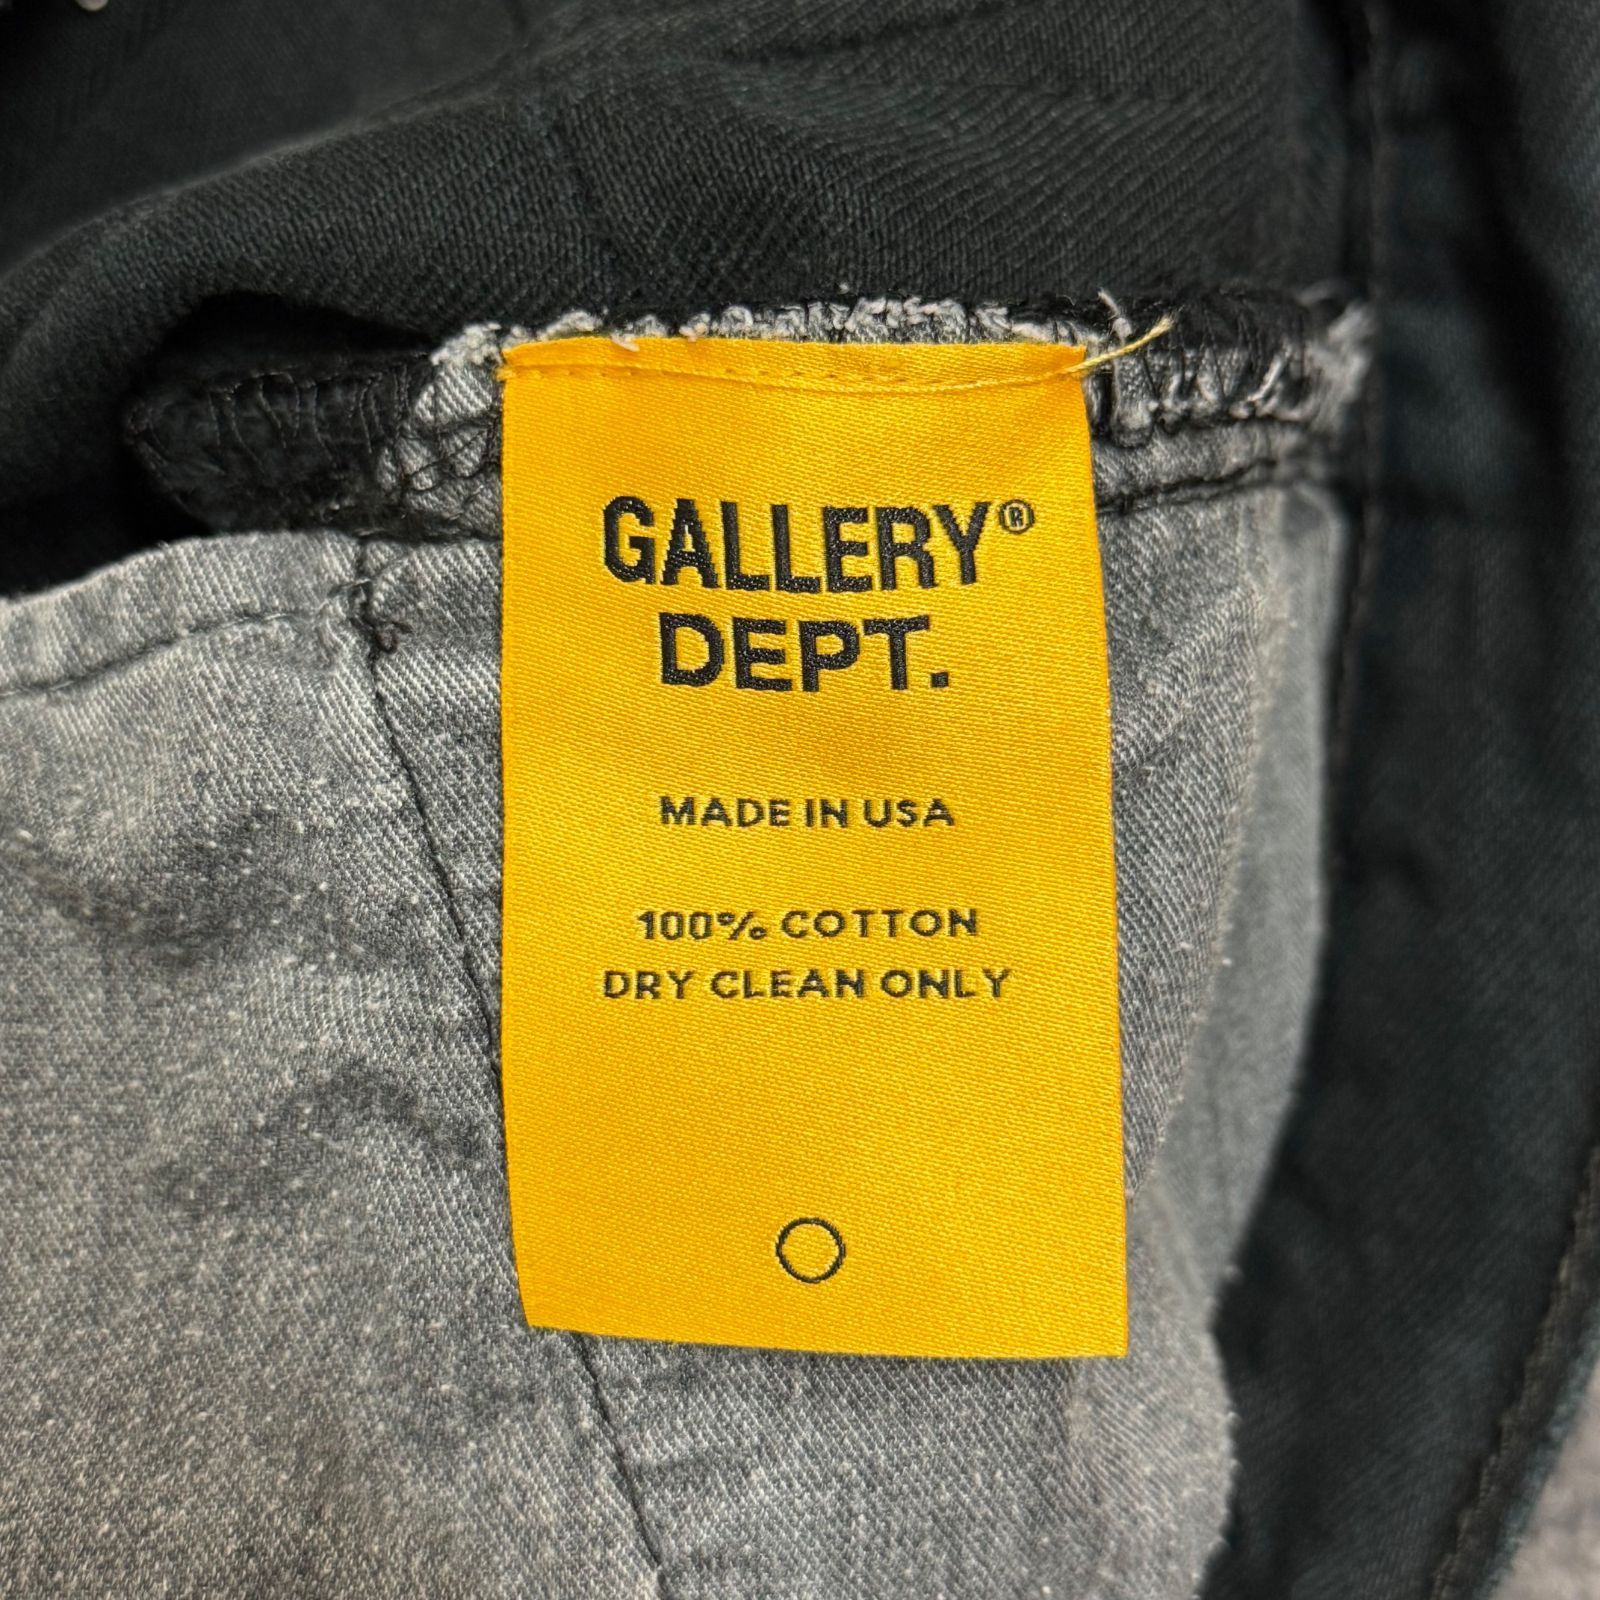 GALLERY®
DEPT.
MADE IN USA
100% COTTON
DRY CLEAN ONLY